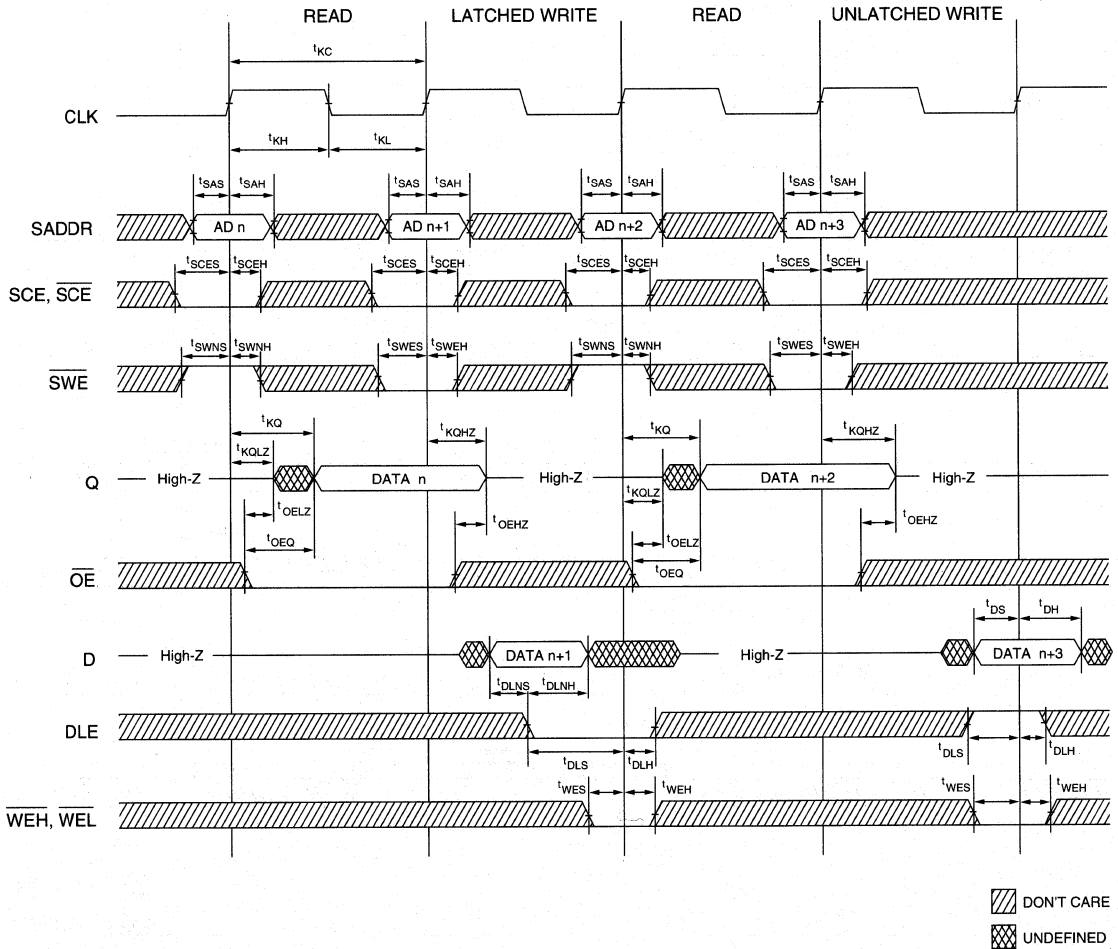 READ LATCHED WRITE READ UNLATCHED WRITE
tKC
CLK
tKH tKL
tSAS tSAH tSAS tSAH tSAS tSAH tSAS tSAH
SADDR AD n AD n+1 AD n+2 AD n+3
tSCES tSCEH tSCES tSCEH tSCES tSCEH tSCES tSCEH
SCE, SCE
tSWNS tSWNH tSWES tSWEH tSWNS tSWNH tSWES tSWEH
SWE
tKQ tKQHZ tKQ tKQHZ
tKQLZ
Q High-Z DATA n High-Z DATA n+2 High-Z
tKQLZ
tOELZ tOEHZ tOELZ tOEHZ
tOEQ tOEQ
OE
tDS tDH
D High-Z DATA n+1 High-Z DATA n+3
tDLNS tDLNH
DLE
tDLS tDLH tDLS tDLH
tWES tWEH tWES tWEH
WEH, WEL
DON'T CARE
UNDEFINED